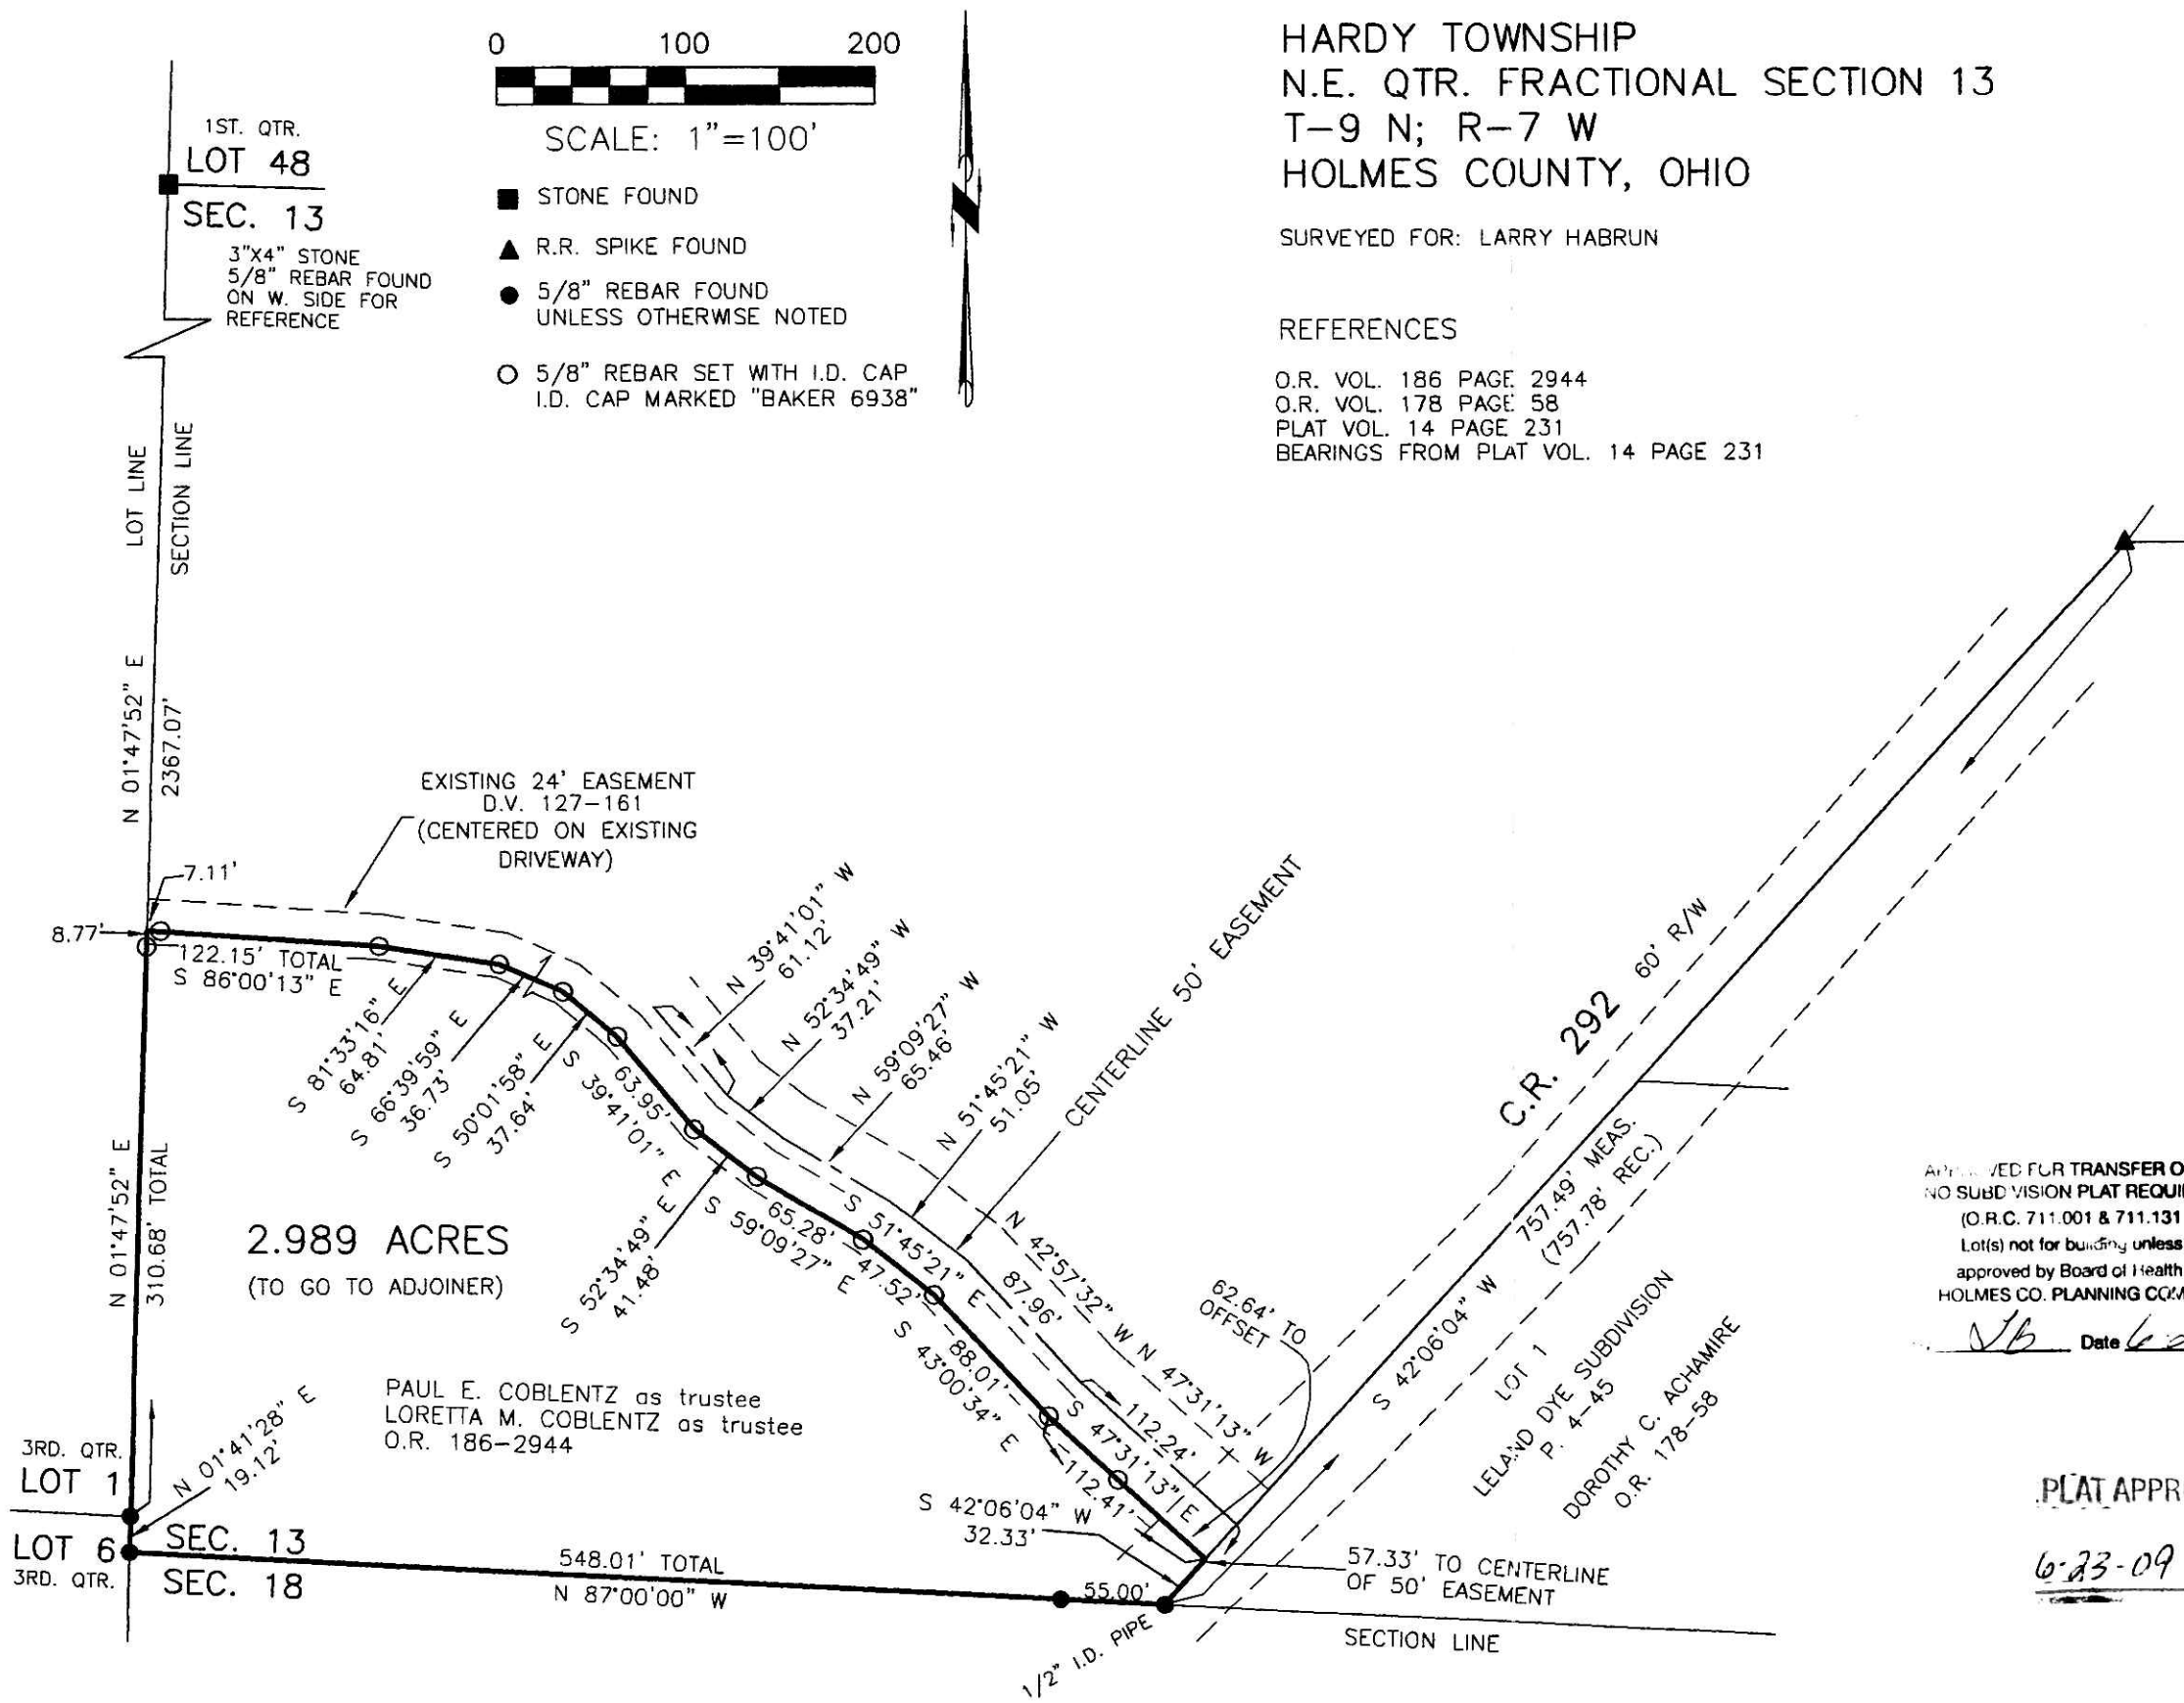 0 100 200
SCALE: 1"=100'
STONE FOUND
R.R. SPIKE FOUND
5/8" REBAR FOUND
UNLESS OTHERWISE NOTED
5/8" REBAR SET WITH I.D. CAP
I.D. CAP MARKED "BAKER 6938"
HARDY TOWNSHIP
N.E. QTR. FRACTIONAL SECTION 13
T-9 N; R-7 W
HOLMES COUNTY, OHIO
SURVEYED FOR: LARRY HABRUN
REFERENCES
O.R. VOL. 186 PAGE 2944
O.R. VOL. 178 PAGE 58
PLAT VOL. 14 PAGE 231
BEARINGS FROM PLAT VOL. 14 PAGE 231
1ST. QTR.
LOT 48
SEC. 13
3"X4" STONE
5/8" REBAR FOUND
ON W. SIDE FOR
REFERENCE
LOT LINE
SECTION LINE
N 01°47'52" E
2367.07'
EXISTING 24' EASEMENT
D.V. 127-161
(CENTERED ON EXISTING
DRIVEWAY)
7.11'
8.77'
122.15' TOTAL
S 86°00'13" E
S 81°33'16" E
64.81'
S 66°39'59" E
36.73'
S 50°01'58" E
37.64'
63.95'
S 39°41'01" E
S 52°34'49" E
41.48'
65.28'
S 59°09'27" E
47.52'
S 51°45'21" E
88.01'
S 43°00'34" E
112.41'
S 47°31'13" E
N 39°41'01" W
61.12'
N 52°34'49" W
37.21'
N 59°09'27" W
65.46'
N 51°45'21" W
51.05'
CENTERLINE 50' EASEMENT
N 42°57'32" W
87.96'
N 47°31'13" W
112.24'
62.64' TO
OFFSET
C.R. 292 60' R/W
757.49' MEAS.
(757.78' REC.)
S 42°06'04" W
LOT 1
LELAND DYE SUBDIVISION
P. 4-45
DOROTHY C. ACHAMIRE
O.R. 178-58
N 01°47'52" E
310.68' TOTAL
2.989 ACRES
(TO GO TO ADJOINER)
PAUL E. COBLENTZ as trustee
LORETTA M. COBLENTZ as trustee
O.R. 186-2944
N 01°41'28" E
19.12'
3RD. QTR.
LOT 1
LOT 6
3RD. QTR.
SEC. 13
SEC. 18
548.01' TOTAL
N 87°00'00" W
55.00'
S 42°06'04" W
32.33'
57.33' TO CENTERLINE
OF 50' EASEMENT
1/2" I.D. PIPE
SECTION LINE
FOR TRANSFER
NO SUBDIVISION PLAT
(O.R.C. 711.001 & 711.131
Lot(s) not for building unless
approved by Board of Health
HOLMES CO. PLANNING
Date
PLAT
6-23-09